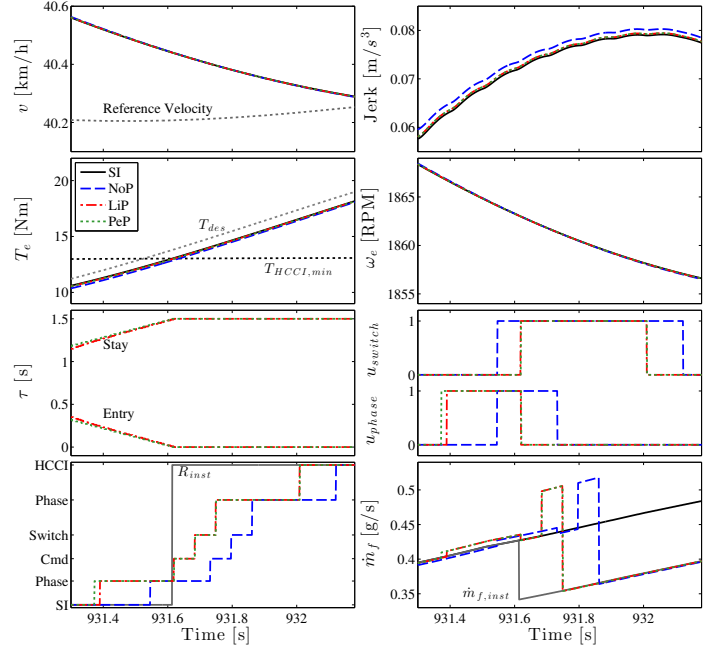 40.6
40.4
40.2
v [km/h]
Reference Velocity
0.08
0.07
0.06
Jerk [m/s³]
20
17
13
10
T_e [Nm]
SI
NoP
LiP
PeP
T_des
T_HCCI,min
1865
1860
1857
1855
ω_e [RPM]
1.5
1.0
0.5
0
τ [s]
Stay
Entry
1
0
u_switch
1
0
u_phase
HCCI
Phase
Switch
Cmd
Phase
SI
R_inst
931.4
931.6
931.8
932
Time [s]
0.5
0.45
0.4
0.35
ṁ_f [g/s]
ṁ_f,inst
931.4
931.6
931.8
932
Time [s]